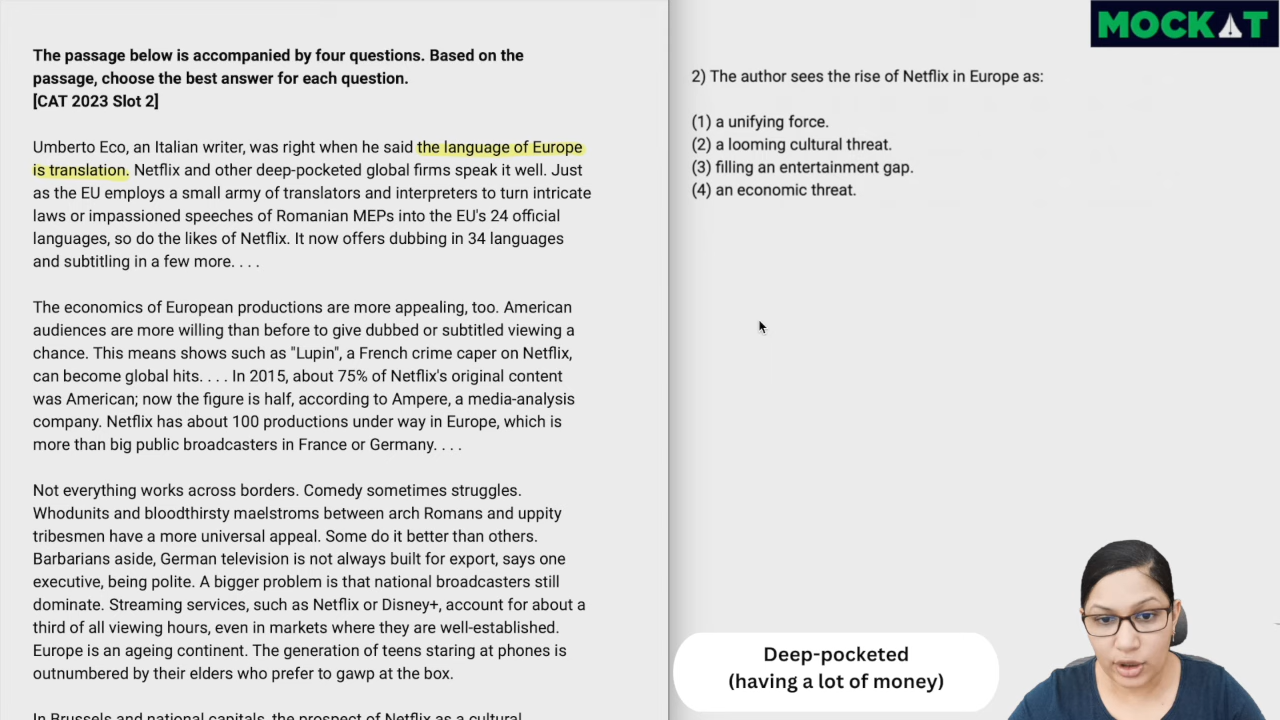 MOCKAT
The passage below is accompanied by four questions. Based on the
passage, choose the best answer for each question.
[CAT 2023 Slot 2]
Umberto Eco, an Italian writer, was right when he said the language of Europe
is translation. Netflix and other deep-pocketed global firms speak it well. Just
as the EU employs a small army of translators and interpreters to turn intricate
laws or impassioned speeches of Romanian MEPs into the EU's 24 official
languages, so do the likes of Netflix. It now offers dubbing in 34 languages
and subtitling in a few more. . . .
The economics of European productions are more appealing, too. American
audiences are more willing than before to give dubbed or subtitled viewing a
chance. This means shows such as "Lupin", a French crime caper on Netflix,
can become global hits. . . . In 2015, about 75% of Netflix's original content
was American; now the figure is half, according to Ampere, a media-analysis
company. Netflix has about 100 productions under way in Europe, which is
more than big public broadcasters in France or Germany. . . .
Not everything works across borders. Comedy sometimes struggles.
Whodunits and bloodthirsty maelstroms between arch Romans and uppity
tribesmen have a more universal appeal. Some do it better than others.
Barbarians aside, German television is not always built for export, says one
executive, being polite. A bigger problem is that national broadcasters still
dominate. Streaming services, such as Netflix or Disney+, account for about a
third of all viewing hours, even in markets where they are well-established.
Europe is an ageing continent. The generation of teens staring at phones is
outnumbered by their elders who prefer to gawp at the box.
In Brussels and national capitals, the prospect of Netflix as a cultural
2) The author sees the rise of Netflix in Europe as:
(1) a unifying force.
(2) a looming cultural threat.
(3) filling an entertainment gap.
(4) an economic threat.
Deep-pocketed
(having a lot of money)